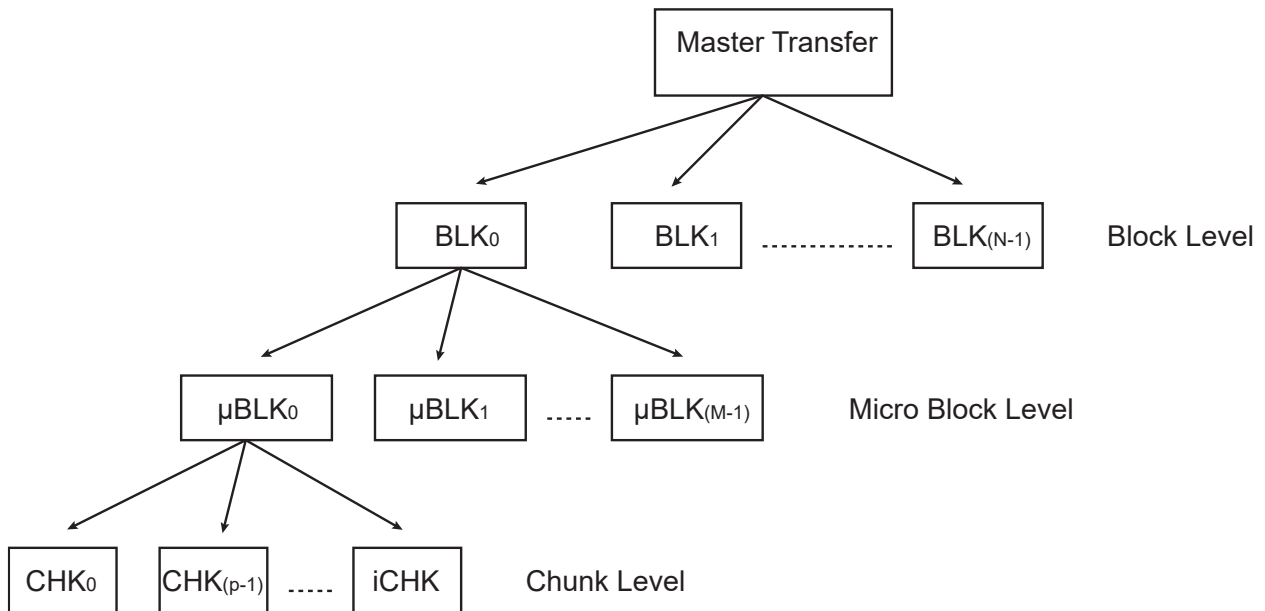 Master Transfer
BLK0 BLK1 BLK(N-1) Block Level
µBLK0 µBLK1 µBLK(M-1) Micro Block Level
CHK0 CHK(p-1) iCHK Chunk Level